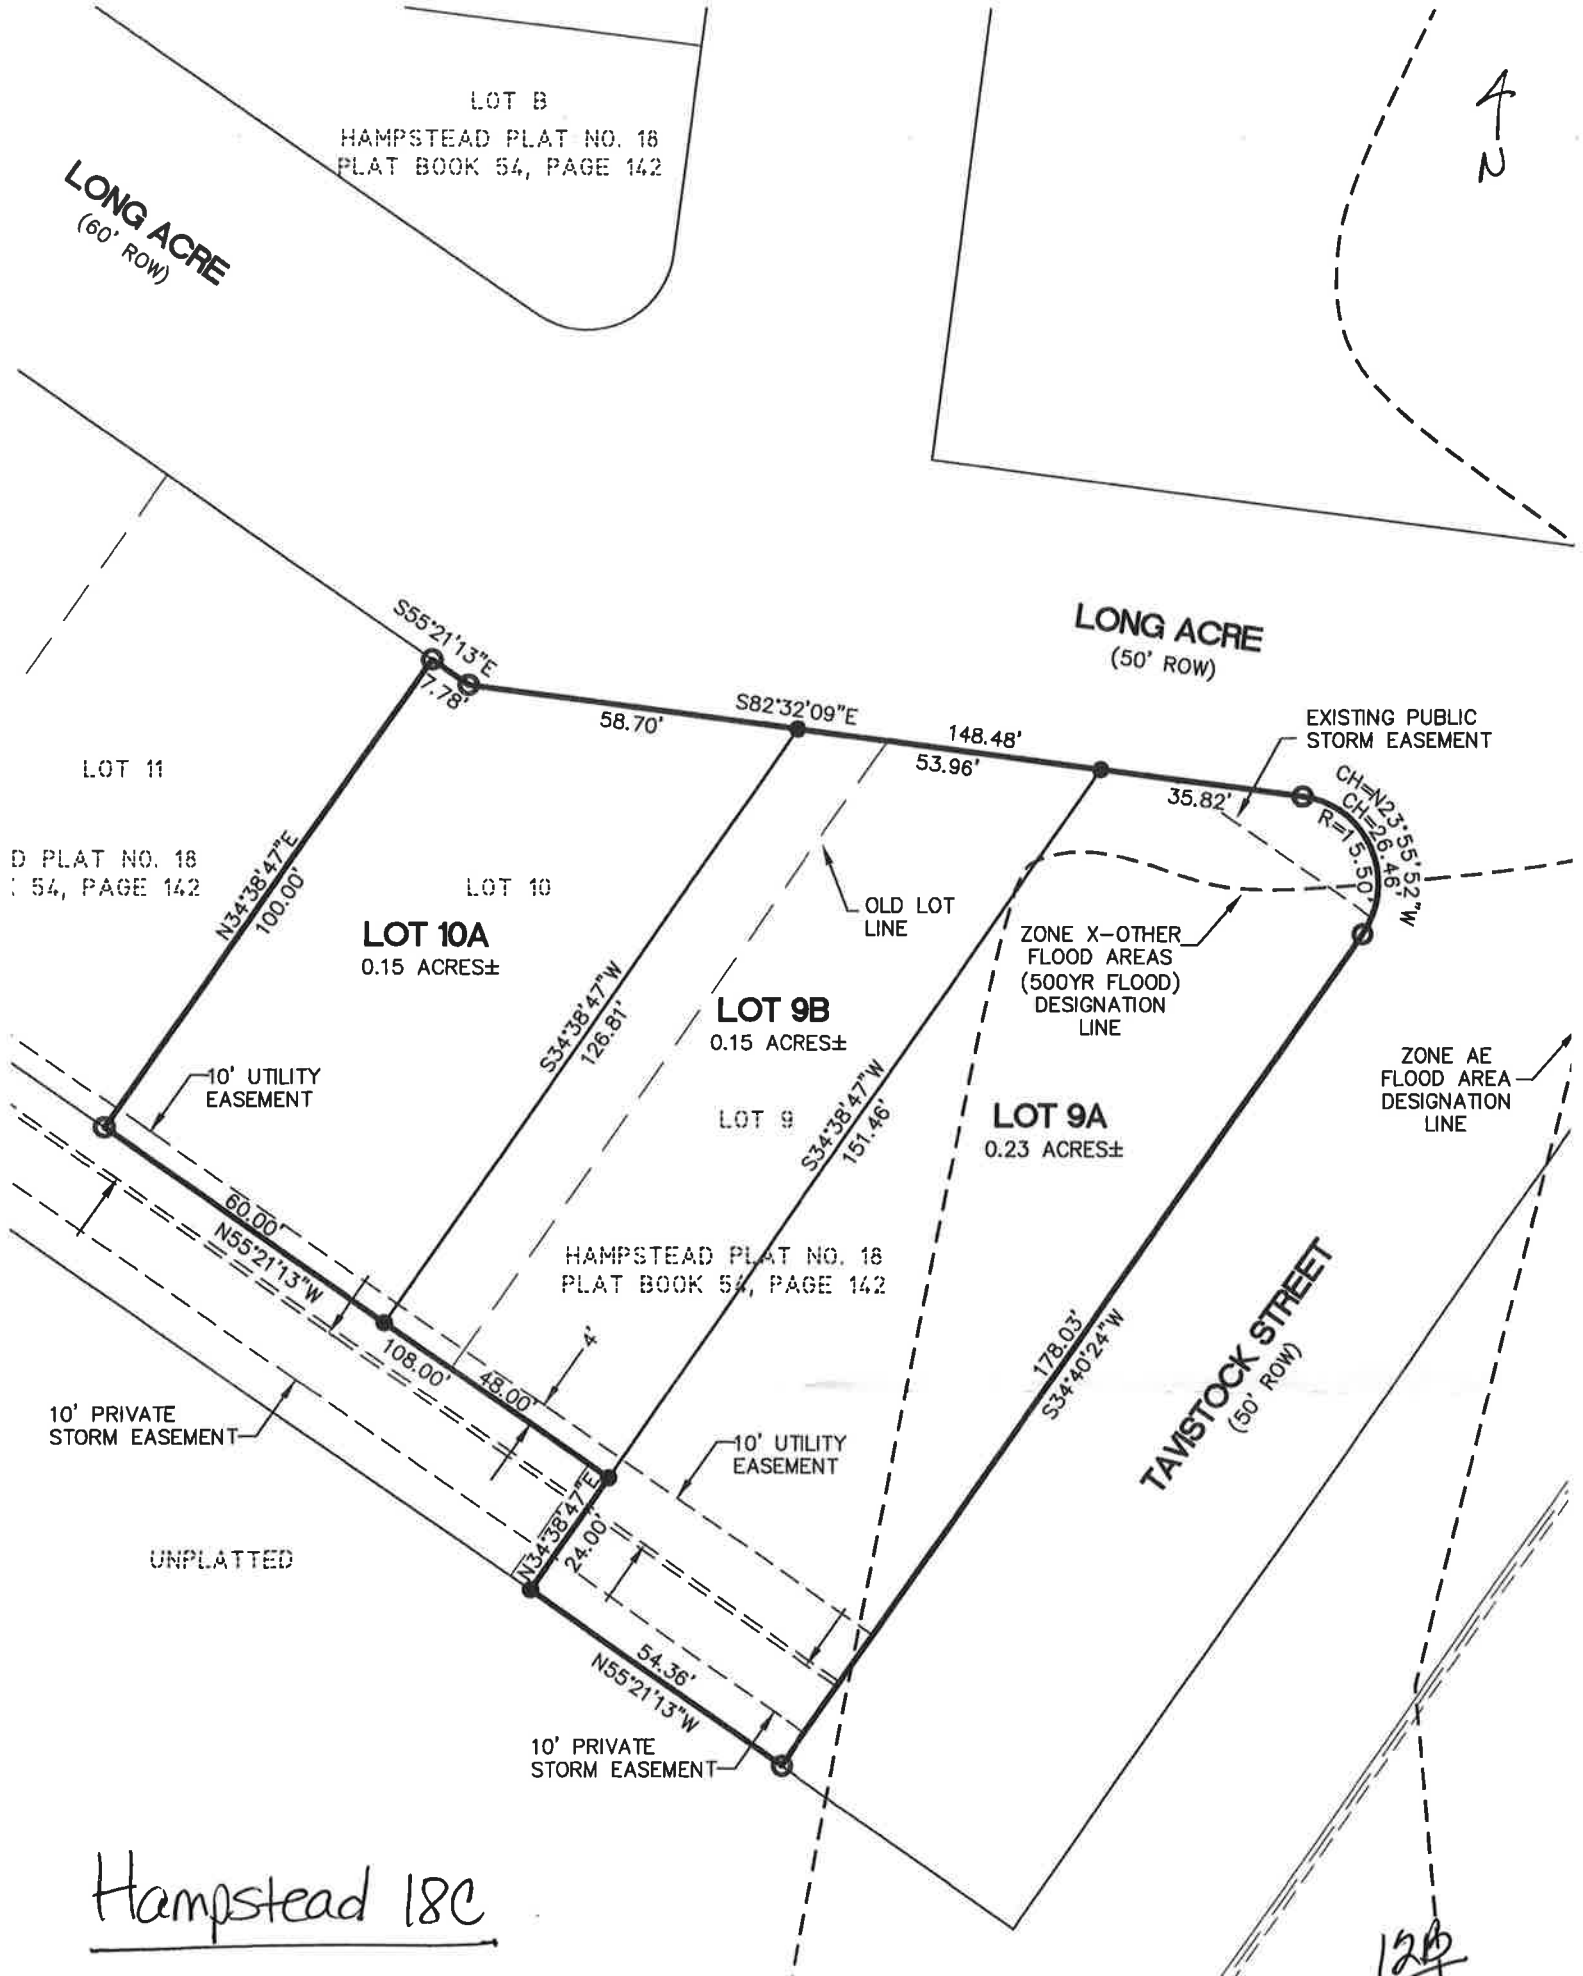 LOT B
HAMPSTEAD PLAT NO. 18
PLAT BOOK 54, PAGE 142
4
N
LONG ACRE
(60' ROW)
LONG ACRE
(50' ROW)
S55°21'13"E
7.78'
58.70'
S82°32'09"E
148.48'
53.96'
35.82'
EXISTING PUBLIC
STORM EASEMENT
CH=N23°55'52"W
CH=26.46'
R=15.50'
LOT 11
D PLAT NO. 18
54, PAGE 142
N34°38'47"E
100.00'
LOT 10
LOT 10A
0.15 ACRES±
OLD LOT
LINE
ZONE X-OTHER
FLOOD AREAS
(500YR FLOOD)
DESIGNATION
LINE
S34°38'47"W
126.81'
LOT 9B
0.15 ACRES±
ZONE AE
FLOOD AREA
DESIGNATION
LINE
10' UTILITY
EASEMENT
LOT 9
S34°38'47"W
151.46'
LOT 9A
0.23 ACRES±
60.00'
N55°21'13"W
HAMPSTEAD PLAT NO. 18
PLAT BOOK 54, PAGE 142
178.03'
S34°40'24"W
TAVISTOCK STREET
(50' ROW)
4'
108.00'
48.00'
10' PRIVATE
STORM EASEMENT
10' UTILITY
EASEMENT
N34°38'47"E
24.00'
UNPLATTED
54.36'
N55°21'13"W
10' PRIVATE
STORM EASEMENT
Hampstead 18C